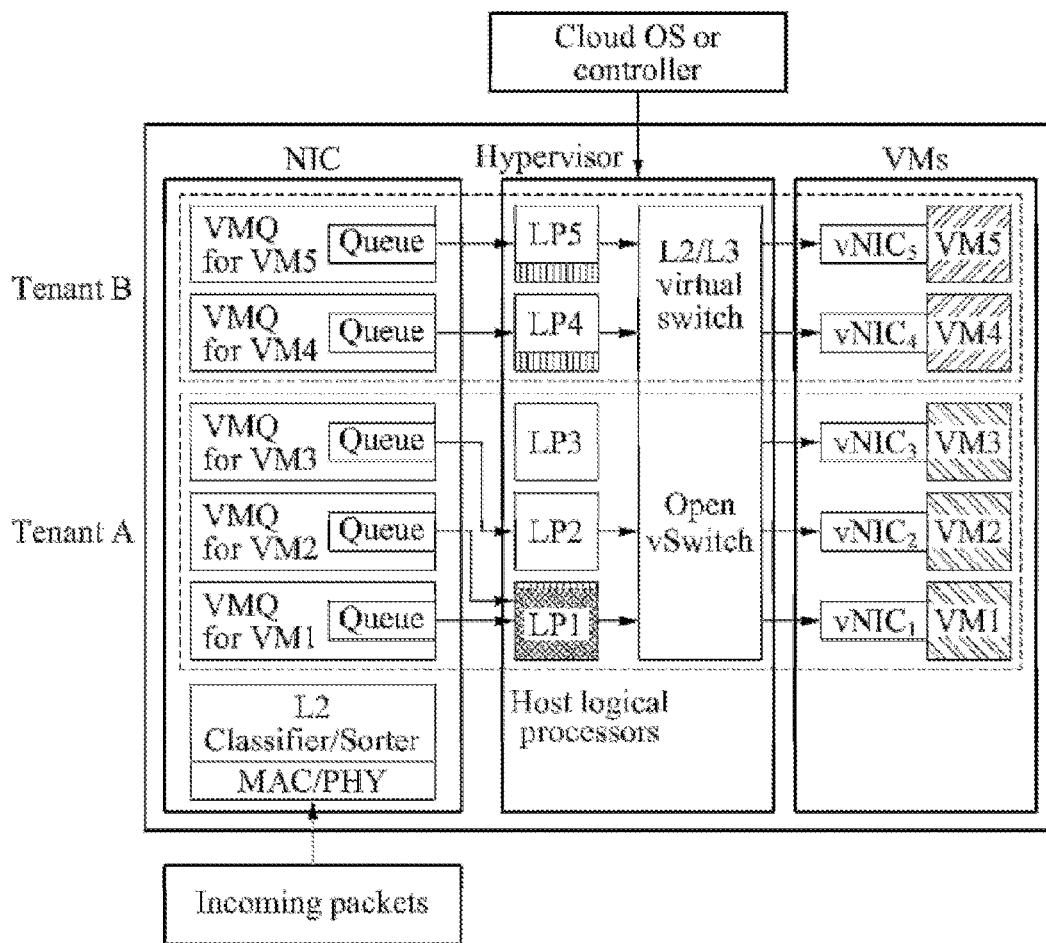 Cloud OS or
controller
NIC
Hypervisor
VMs
Tenant B
VMQ
for VM5
Queue
LP5
L2/L3
virtual
switch
vNIC5
VM5
VMQ
for VM4
Queue
LP4
vNIC4
VM4
Tenant A
VMQ
for VM3
Queue
LP3
vNIC3
VM3
VMQ
for VM2
Queue
LP2
Open
vSwitch
vNIC2
VM2
VMQ
for VM1
Queue
LP1
vNIC1
VM1
L2
Classifier/Sorter
MAC/PHY
Host logical
processors
Incoming packets